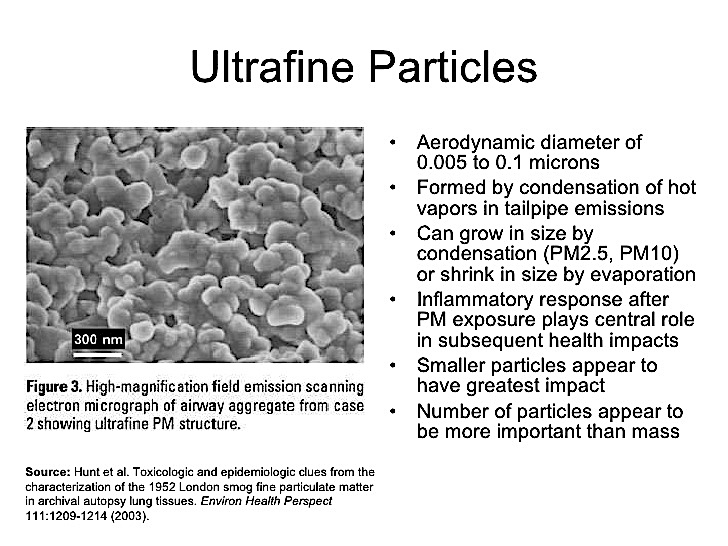 Ultrafine Particles
300 nm
Figure 3. High-magnification field emission scanning
electron micrograph of airway aggregate from case
2 showing ultrafine PM structure.
Source: Hunt et al. Toxicologic and epidemiologic clues from the
characterization of the 1952 London smog fine particulate matter
in archival autopsy lung tissues. Environ Health Perspect
111:1209-1214 (2003).
• Aerodynamic diameter of
0.005 to 0.1 microns
• Formed by condensation of hot
vapors in tailpipe emissions
• Can grow in size by
condensation (PM2.5, PM10)
or shrink in size by evaporation
• Inflammatory response after
PM exposure plays central role
in subsequent health impacts
• Smaller particles appear to
have greatest impact
• Number of particles appear to
be more important than mass